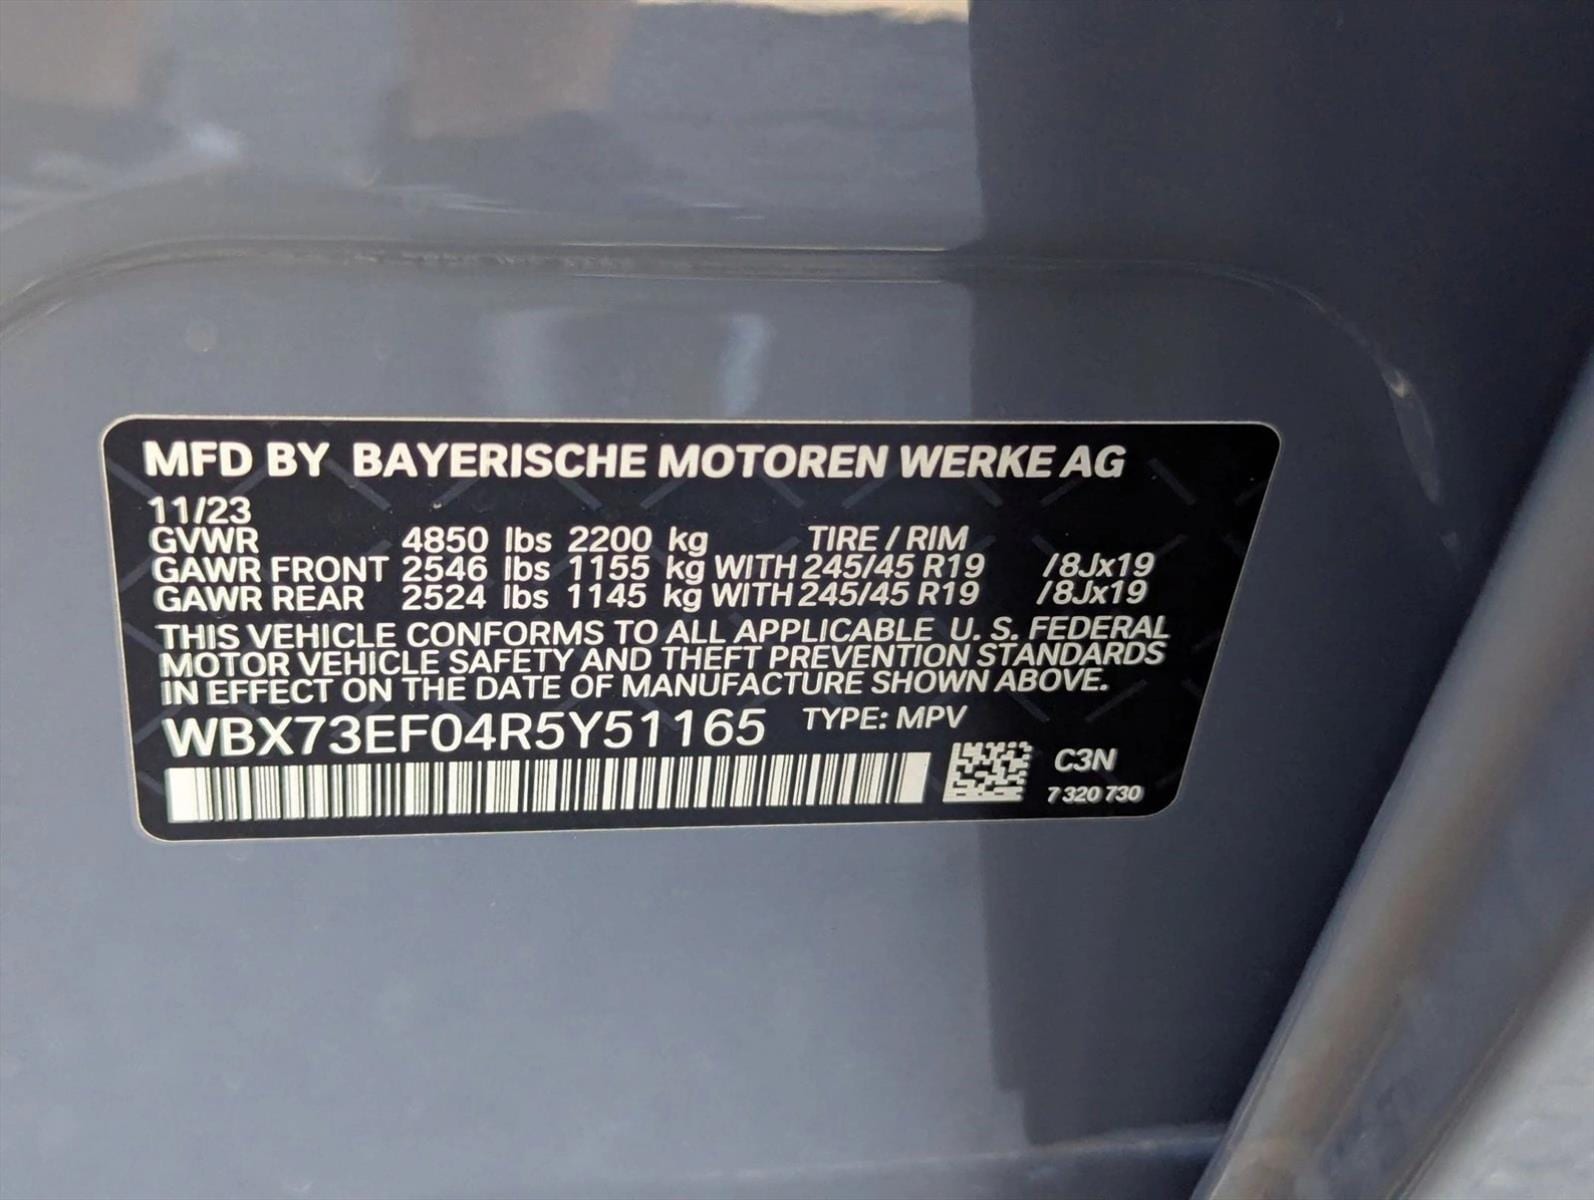 MFD BY BAYERISCHE MOTOREN WERKE AG
11/23
GVWR 4850 lbs 2200 kg TIRE / RIM
GAWR FRONT 2546 lbs 1155 kg WITH 245/45 R19 /8Jx19
GAWR REAR 2524 lbs 1145 kg WITH 245/45 R19 /8Jx19
THIS VEHICLE CONFORMS TO ALL APPLICABLE U. S. FEDERAL
MOTOR VEHICLE SAFETY AND THEFT PREVENTION STANDARDS
IN EFFECT ON THE DATE OF MANUFACTURE SHOWN ABOVE.
WBX73EF04R5Y51165 TYPE: MPV
C3N
7 320 730